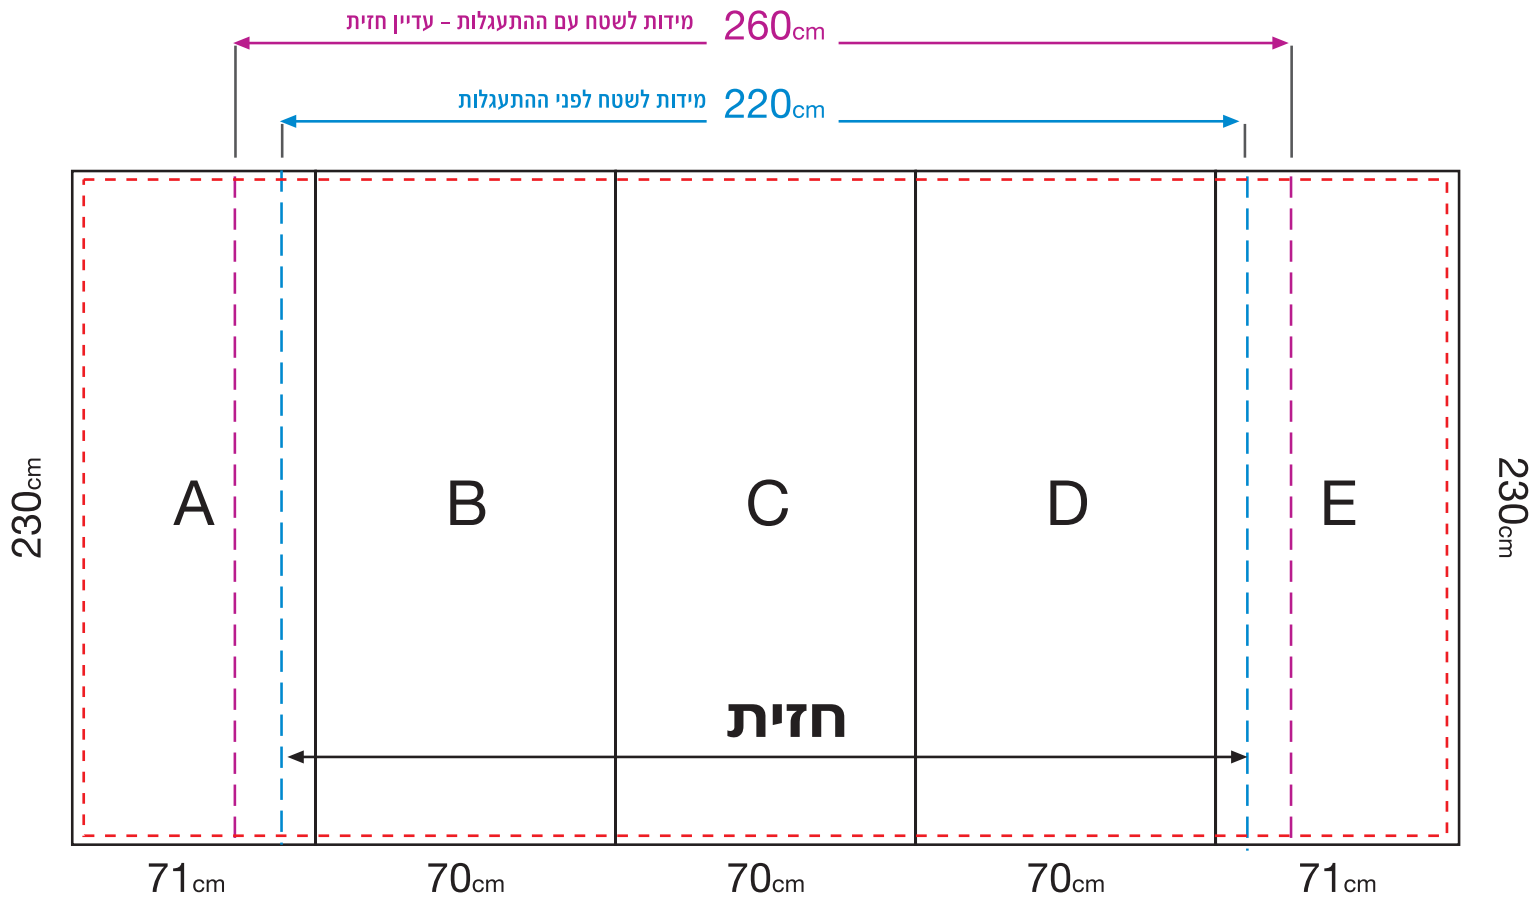 מידות לשטח עם ההתעגלות – עדיין חזית 260cm
מידות לשטח לפני ההתעגלות 220cm
230cm
A
B
C
D
E
230cm
חזית
71cm
70cm
70cm
70cm
71cm